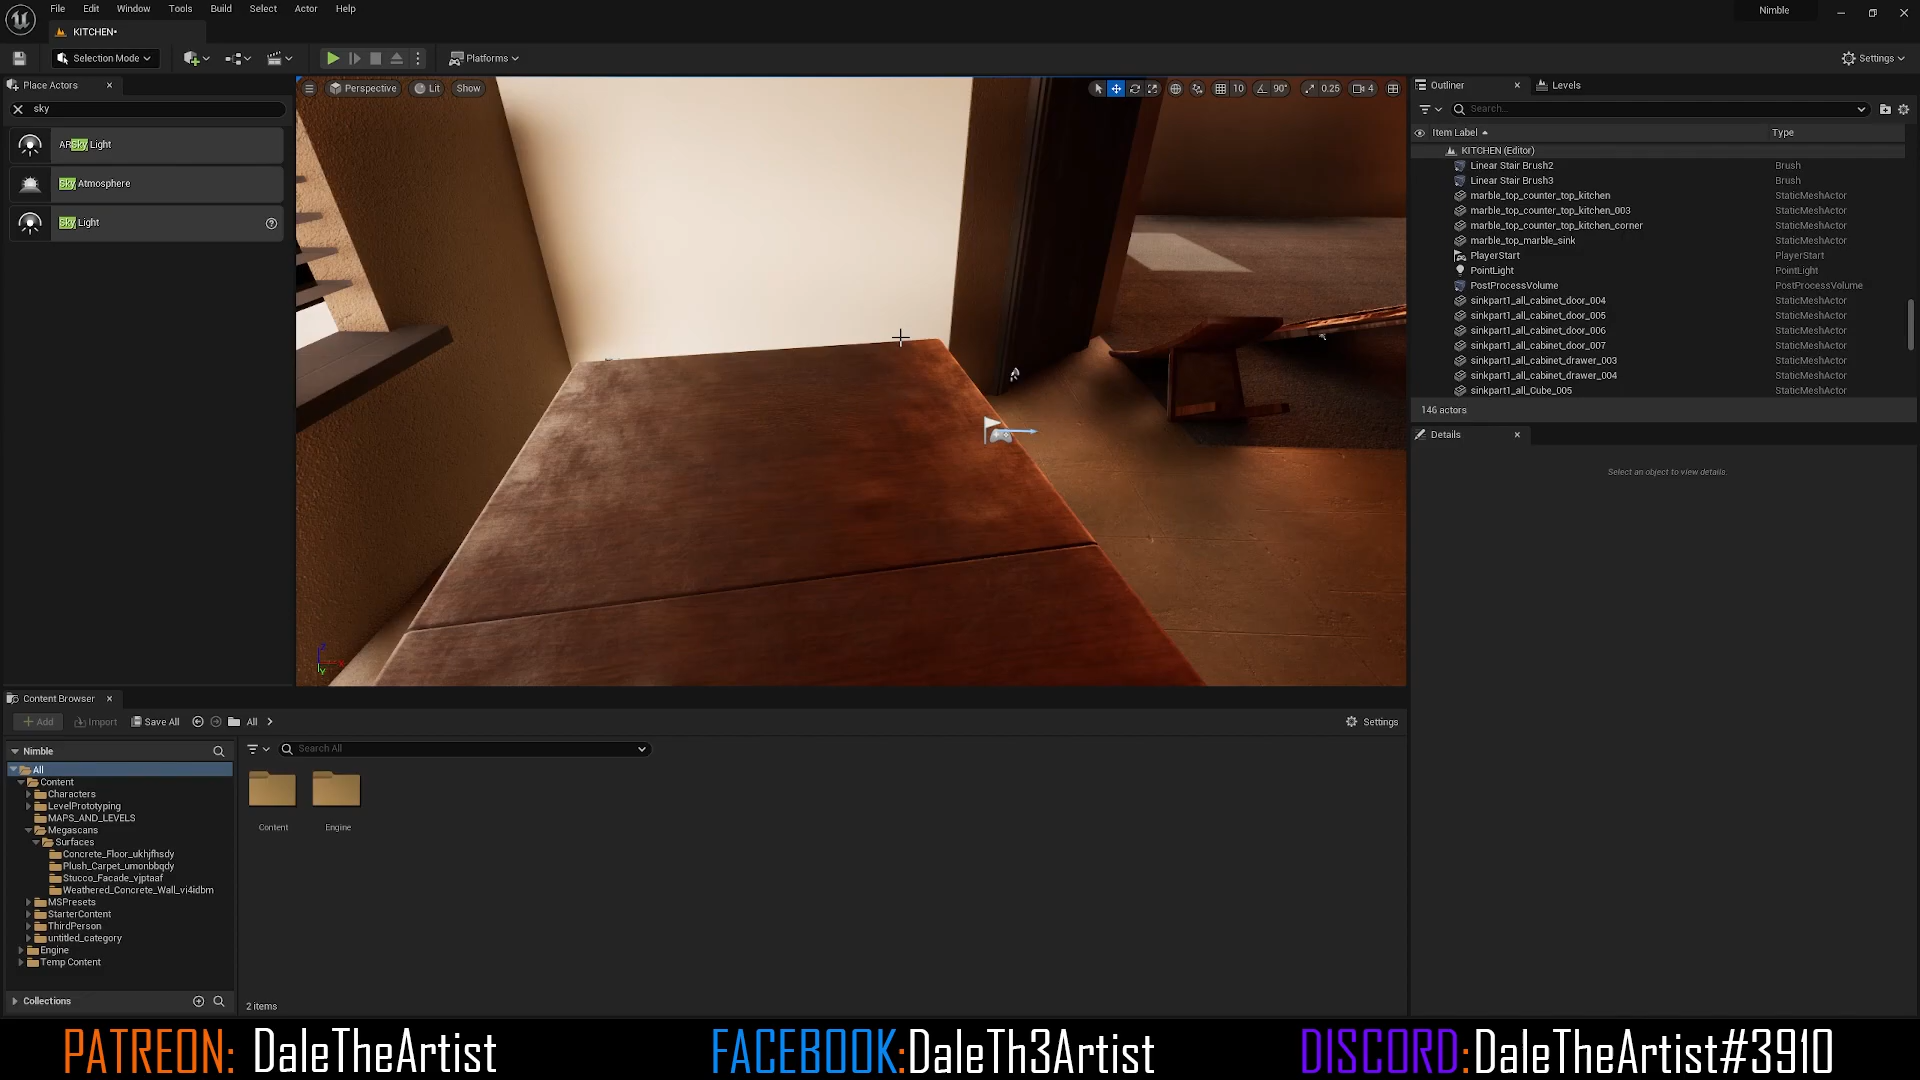 File Edit Window Tools Build Select Actor Help
Nimble
KITCHEN•
Selection Mode
Platforms
Settings
Place Actors
sky
ARSky Light
Sky Atmosphere
Sky Light
Perspective Lit Show
10 90° 0.25 4
Outliner Levels
Search...
Item Label Type
KITCHEN (Editor)
Linear Stair Brush2 Brush
Linear Stair Brush3 Brush
marble_top_counter_top_kitchen StaticMeshActor
marble_top_counter_top_kitchen_003 StaticMeshActor
marble_top_counter_top_kitchen_corner StaticMeshActor
marble_top_marble_sink StaticMeshActor
PlayerStart PlayerStart
PointLight PointLight
PostProcessVolume PostProcessVolume
sinkpart1_all_cabinet_door_004 StaticMeshActor
sinkpart1_all_cabinet_door_005 StaticMeshActor
sinkpart1_all_cabinet_door_006 StaticMeshActor
sinkpart1_all_cabinet_door_007 StaticMeshActor
sinkpart1_all_cabinet_drawer_003 StaticMeshActor
sinkpart1_all_cabinet_drawer_004 StaticMeshActor
sinkpart1_all_Cube_005 StaticMeshActor
146 actors
Details
Select an object to view details.
Content Browser
Add Import Save All All
Settings
Nimble
Search All
All
Content
Characters
LevelPrototyping
MAPS_AND_LEVELS
Megascans
Surfaces
Concrete_Floor_ukhjfhsdy
Plush_Carpet_umonbbqdy
Stucco_Facade_vjptaaf
Weathered_Concrete_Wall_vi4idbm
MSPresets
StarterContent
ThirdPerson
untitled_category
Engine
Temp Content
Collections
Content Engine
2 items
PATREON: DaleTheArtist
FACEBOOK:DaleTh3Artist
DISCORD:DaleTheArtist#3910